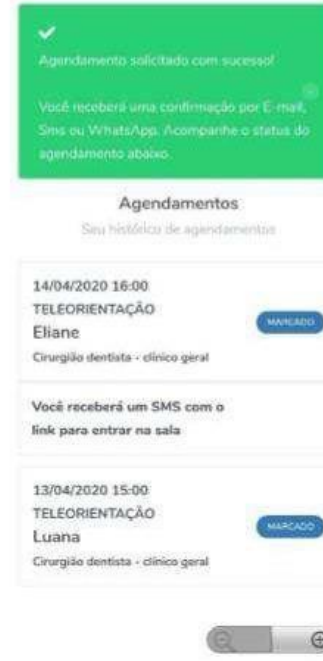 Agendamento solicitado com sucesso!
Você receberá uma confirmação por E-mail,
Sms ou WhatsApp. Acompanhe o status do
agendamento abaixo.
Agendamentos
Seu histórico de agendamentos
14/04/2020 16:00
TELEORIENTAÇÃO
Eliane
MARCADO
Cirurgião dentista - clínico geral
Você receberá um SMS com o
link para entrar na sala
13/04/2020 15:00
TELEORIENTAÇÃO
Luana
MARCADO
Cirurgião dentista - clínico geral